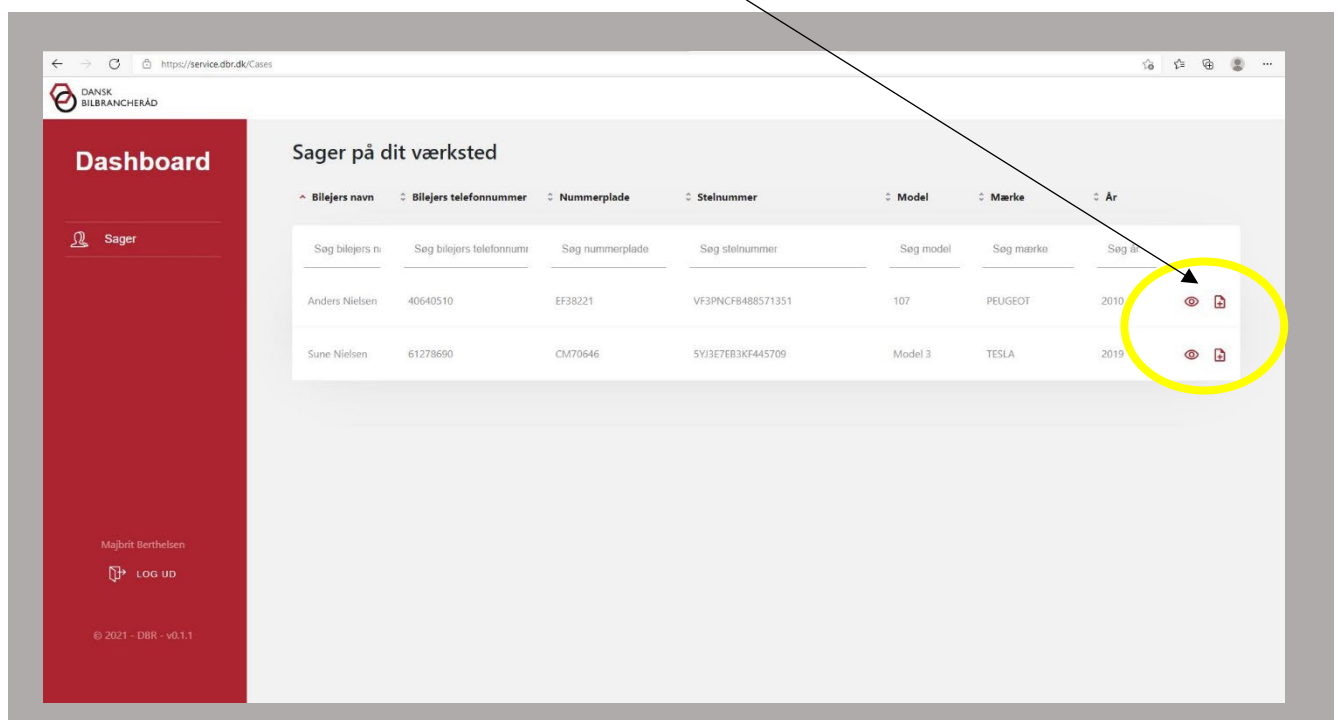 https://service.dbr.dk/Cases
DANSK
BILBRANCHERÅD
Dashboard
Sager
Majbrit Berthelsen
LOG UD
© 2021 - DBR - v0.1.1
Sager på dit værksted
Bilejers navn Bilejers telefonnummer Nummerplade Stelnummer Model Mærke År
Søg bilejers n Søg bilejers telefonnumr Søg nummerplade Søg stelnummer Søg model Søg mærke Søg år
Anders Nielsen 40640510 EF38221 VF3PNCFB488571351 107 PEUGEOT 2010
Sune Nielsen 61278690 CM70646 5YJ3E7EB3KF445709 Model 3 TESLA 2019